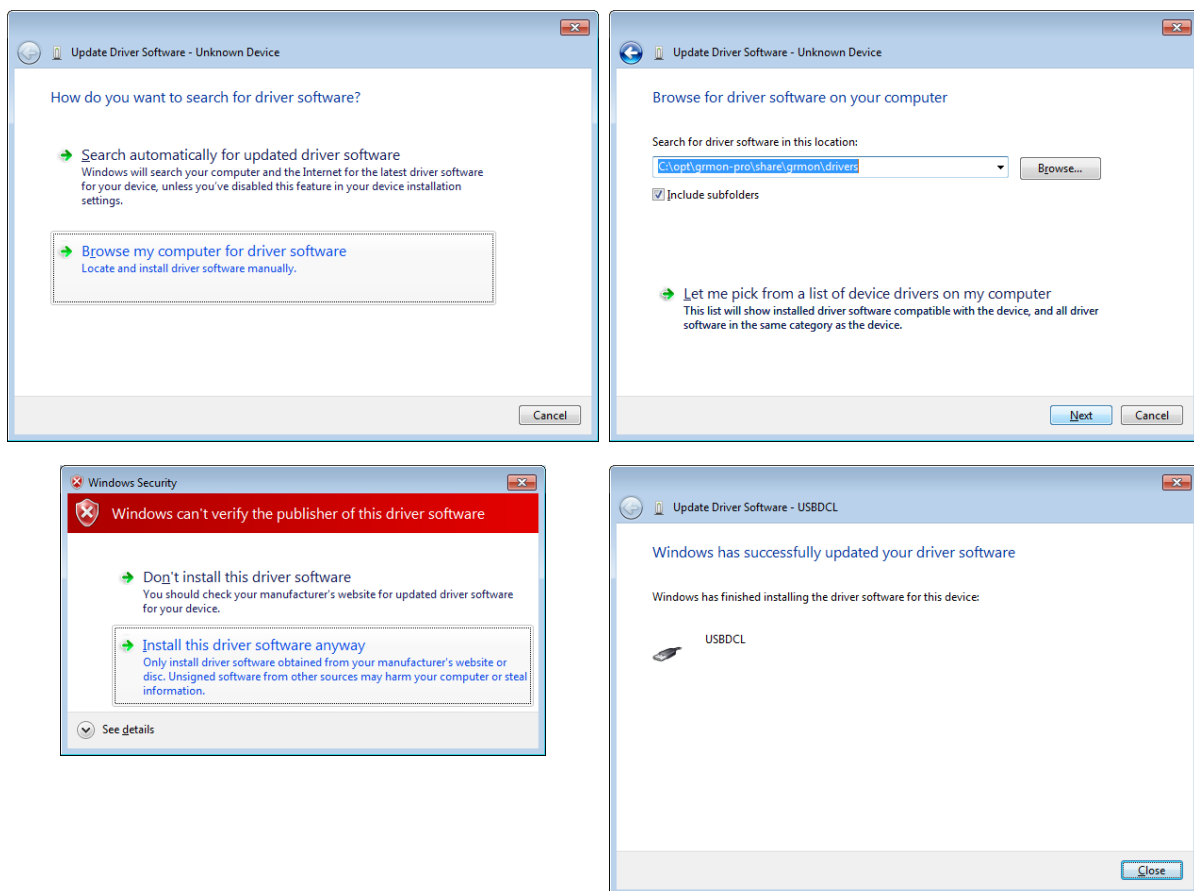 Update Driver Software - Unknown Device
How do you want to search for driver software?
Search automatically for updated driver software
Windows will search your computer and the Internet for the latest driver software
for your device, unless you've disabled this feature in your device installation
settings.
Browse my computer for driver software
Locate and install driver software manually.
Cancel
Update Driver Software - Unknown Device
Browse for driver software on your computer
Search for driver software in this location:
C:\opt\grmon-pro\share\grmon\drivers
Browse...
Include subfolders
Let me pick from a list of device drivers on my computer
This list will show installed driver software compatible with the device, and all driver
software in the same category as the device.
Next
Cancel
Windows Security
Windows can't verify the publisher of this driver software
Don't install this driver software
You should check your manufacturer's website for updated driver software
for your device.
Install this driver software anyway
Only install driver software obtained from your manufacturer's website or
disc. Unsigned software from other sources may harm your computer or steal
information.
See details
Update Driver Software - USBDCL
Windows has successfully updated your driver software
Windows has finished installing the driver software for this device:
USBDCL
Close